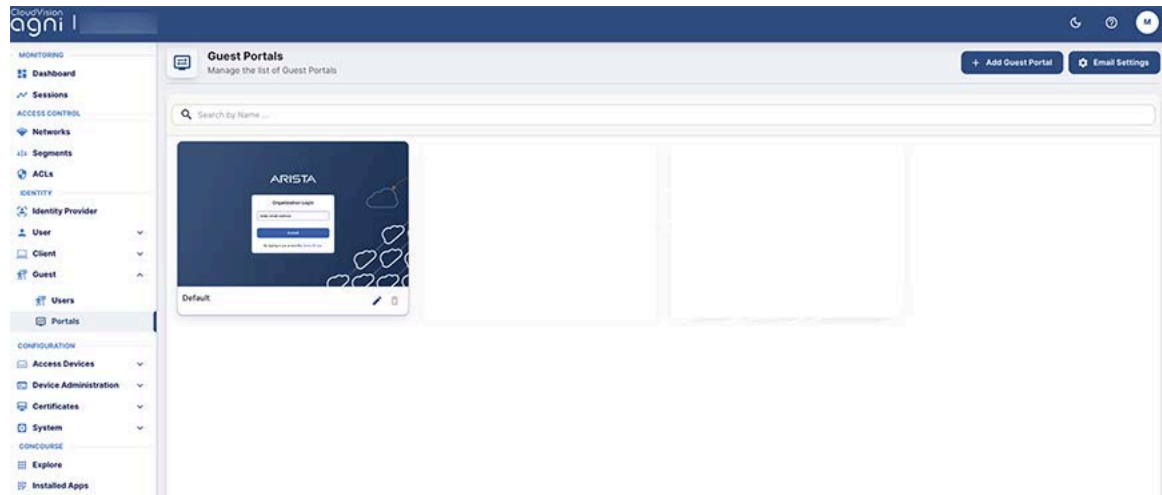 CloudVision
agni |
M
MONITORING
Dashboard
Sessions
ACCESS CONTROL
Networks
Segments
ACLs
IDENTITY
Identity Provider
User
Client
Guest
Users
Portals
CONFIGURATION
Access Devices
Device Administration
Certificates
System
CONCOURSE
Explore
Installed Apps
Guest Portals
Manage the list of Guest Portals
+ Add Guest Portal
Email Settings
Search by Name ...
ARISTA
Organization Login
Default